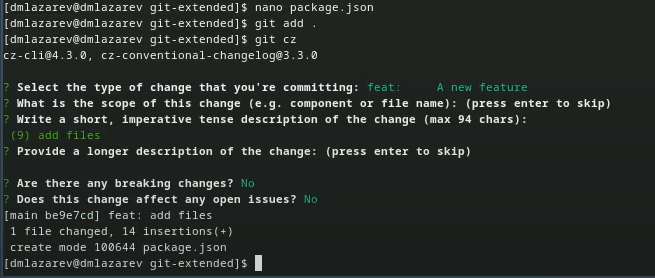 [dmlazarev@dmlazarev git-extended]$ nano package.json
[dmlazarev@dmlazarev git-extended]$ git add .
[dmlazarev@dmlazarev git-extended]$ git cz
cz-cli@4.3.0, cz-conventional-changelog@3.3.0
? Select the type of change that you're committing: feat:     A new feature
? What is the scope of this change (e.g. component or file name): (press enter to skip)
? Write a short, imperative tense description of the change (max 94 chars):
(9) add files
? Provide a longer description of the change: (press enter to skip)
? Are there any breaking changes? No
? Does this change affect any open issues? No
[main be9e7cd] feat: add files
1 file changed, 14 insertions(+)
create mode 100644 package.json
[dmlazarev@dmlazarev git-extended]$